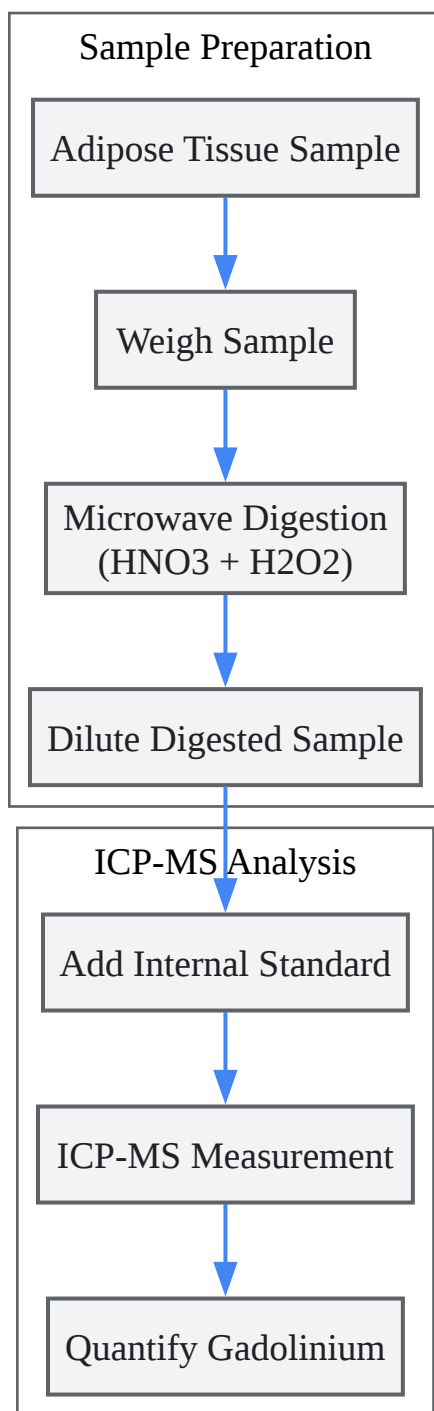 Sample Preparation
Adipose Tissue Sample
Weigh Sample
Microwave Digestion
(HNO3 + H2O2)
Dilute Digested Sample
ICP-MS Analysis
Add Internal Standard
ICP-MS Measurement
Quantify Gadolinium